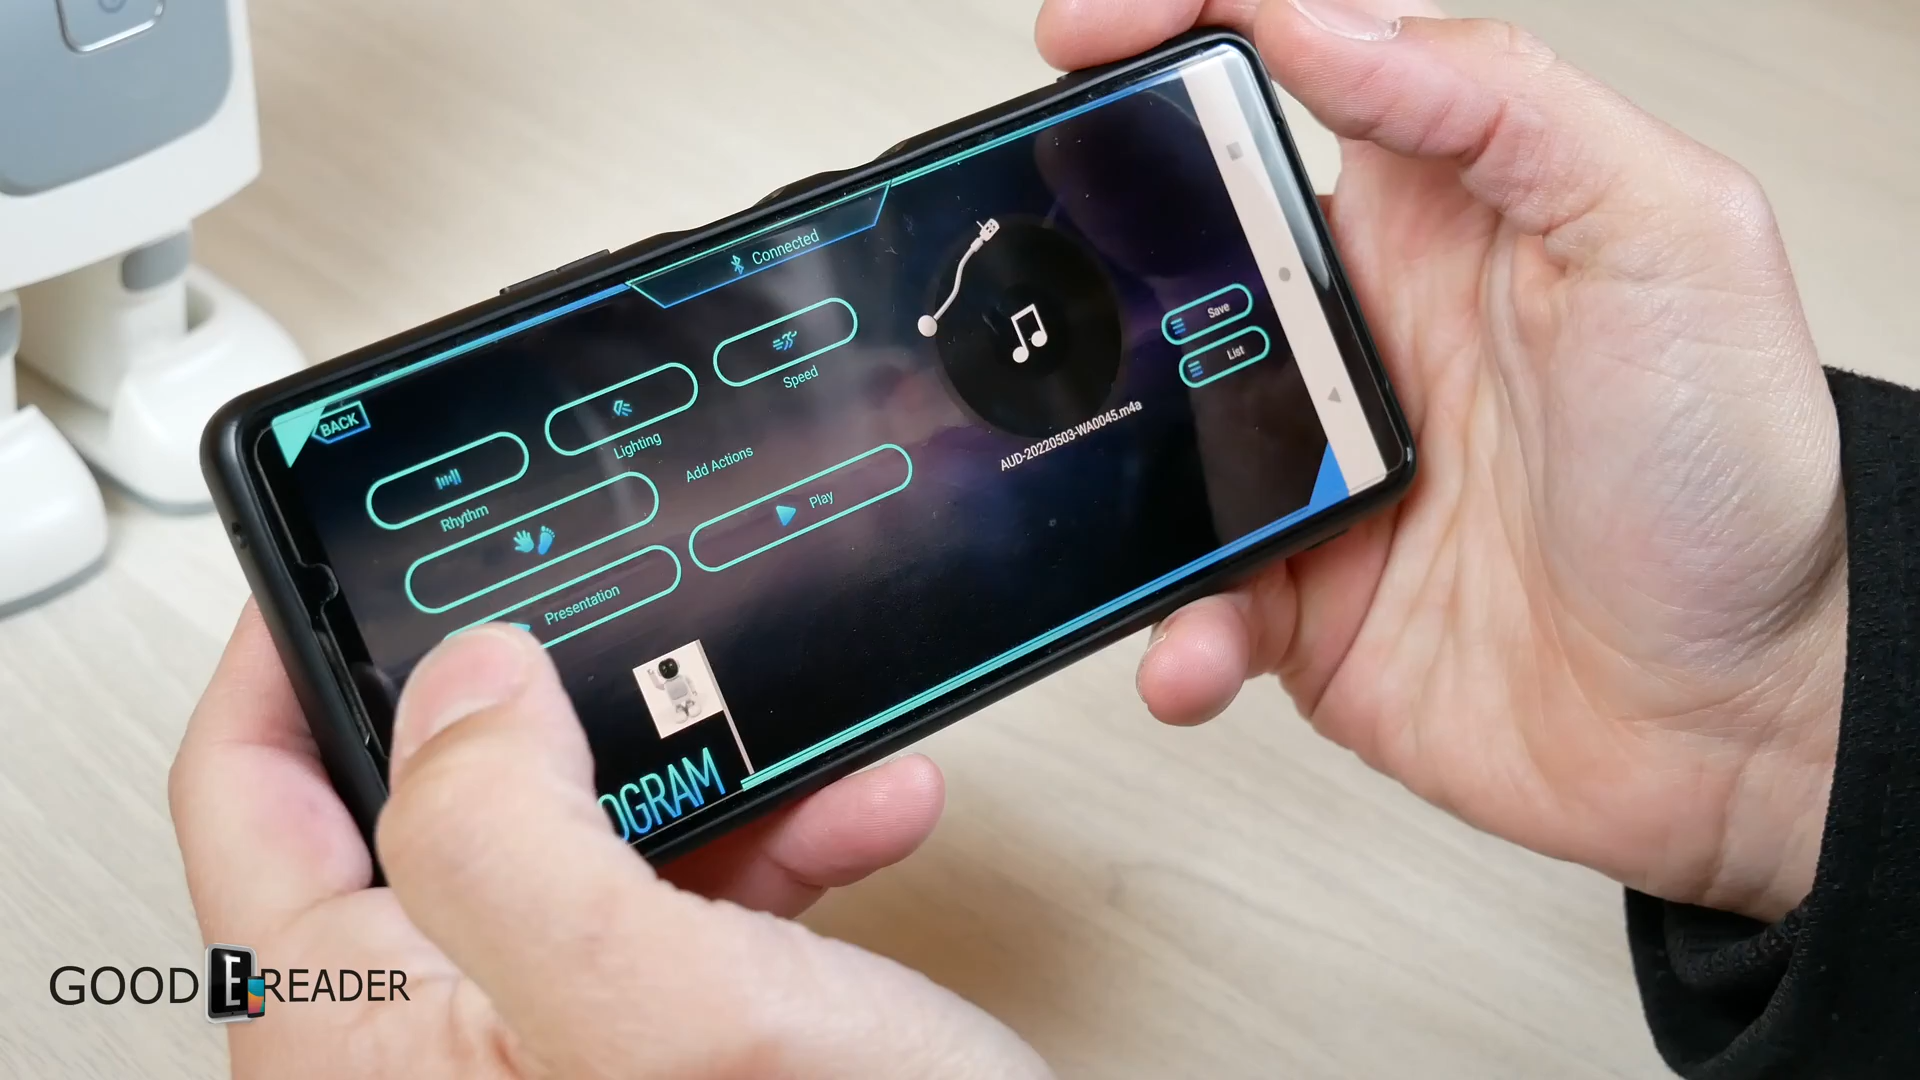 Connected
BACK
Speed
Lighting
Rhythm
Add Actions
Play
Presentation
Save
List
AUD-20220503-WA0045.m4a
OGRAM
GOOD E READER